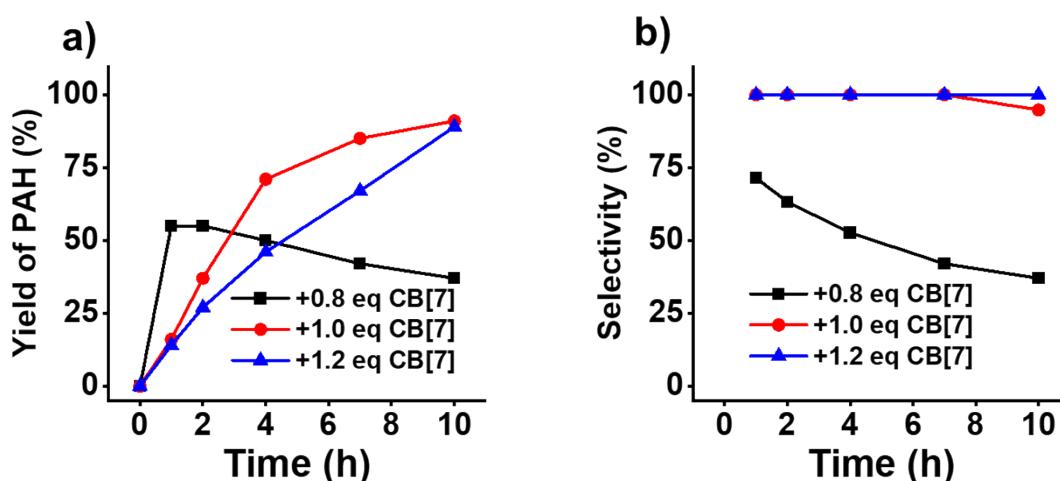 a)
Yield of PAH (%)
100
75
50
25
0
+0.8 eq CB[7]
+1.0 eq CB[7]
+1.2 eq CB[7]
0 2 4 6 8 10
Time (h)
b)
Selectivity (%)
100
75
50
25
0
+0.8 eq CB[7]
+1.0 eq CB[7]
+1.2 eq CB[7]
0 2 4 6 8 10
Time (h)